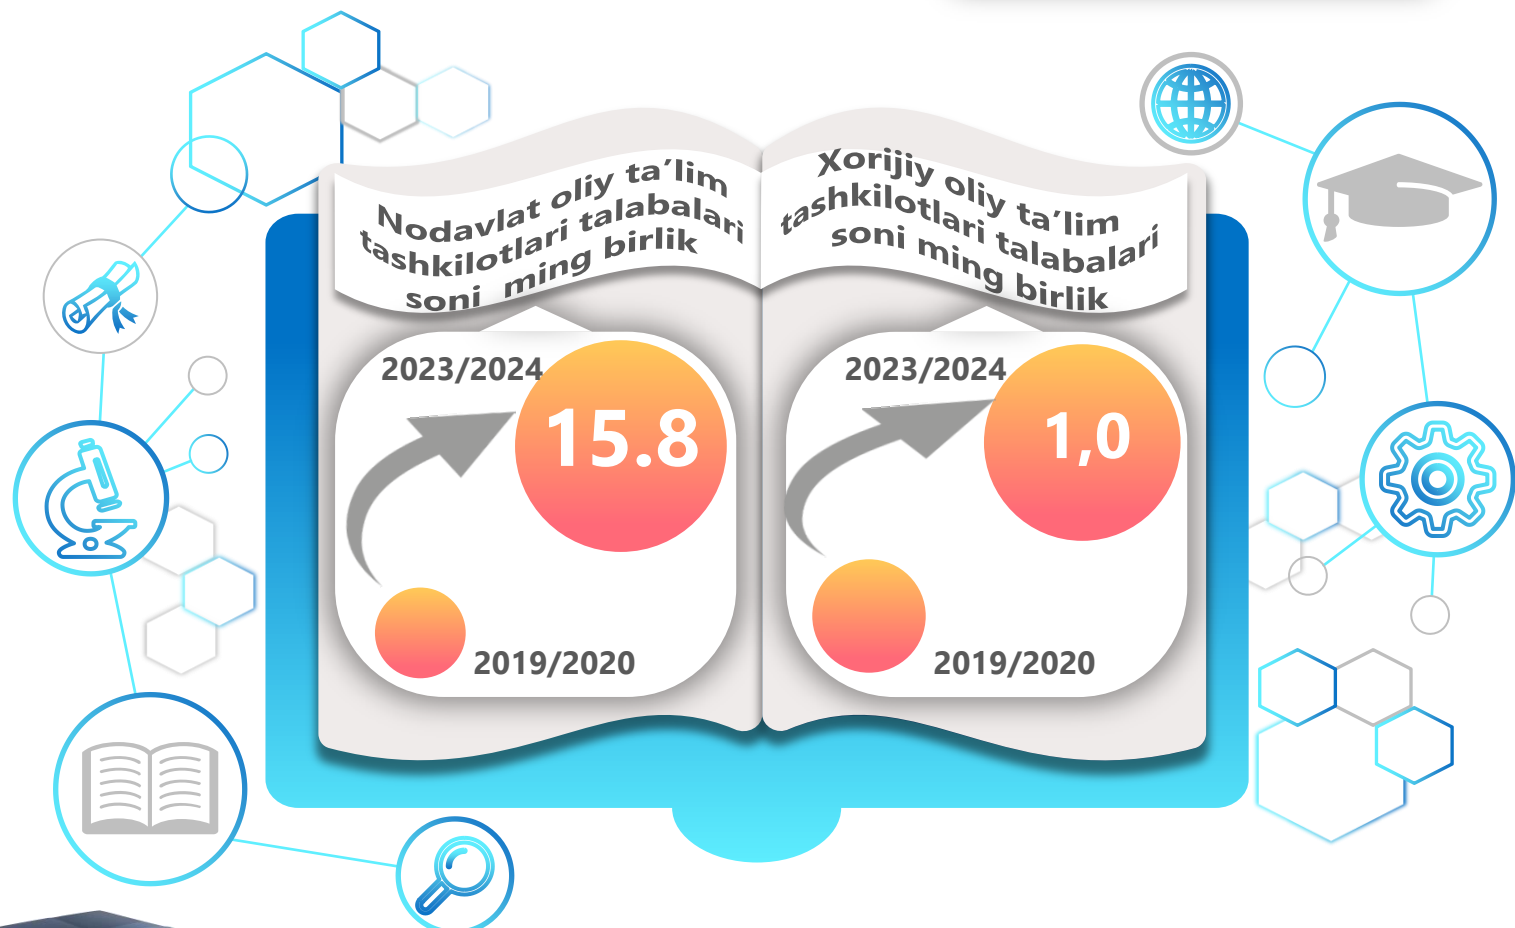 Nodavlat oliy ta’lim
tashkilotlari talabalari
soni ming birlik
2023/2024
15.8
2019/2020
Xorijiy oliy ta’lim
tashkilotlari talabalari
soni ming birlik
2023/2024
1,0
2019/2020